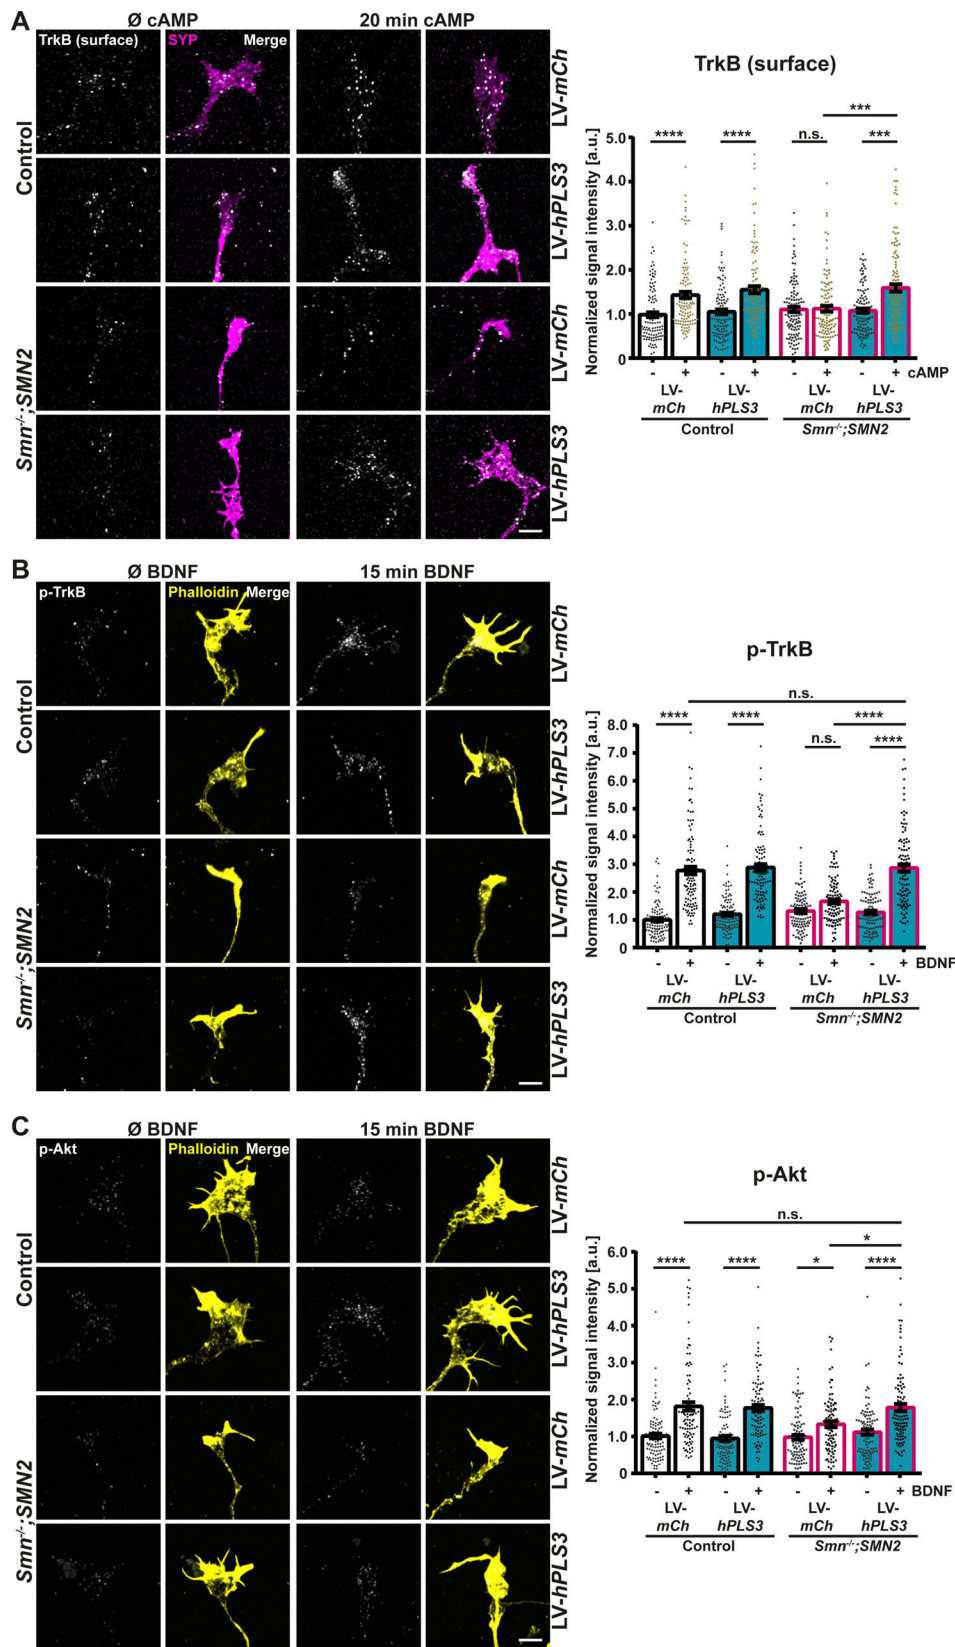 A
Ø cAMP 20 min cAMP
TrkB (surface) SYP Merge
Control
Smn-/-;SMN2
LV-mCh
LV-hPLS3
LV-mCh
LV-hPLS3
TrkB (surface)
***
**** **** n.s. ***
Normalized signal intensity [a.u.]
5.0
4.0
3.0
2.0
1.0
0
- + - + - + - + cAMP
LV- LV- LV- LV-
mCh hPLS3 mCh hPLS3
Control Smn-/-;SMN2
B
Ø BDNF 15 min BDNF
p-TrkB Phalloidin Merge
Control
Smn-/-;SMN2
LV-mCh
LV-hPLS3
LV-mCh
LV-hPLS3
p-TrkB
n.s.
**** **** ****
n.s. ****
Normalized signal intensity [a.u.]
8.0
7.0
6.0
5.0
4.0
3.0
2.0
1.0
0
- + - + - + - + BDNF
LV- LV- LV- LV-
mCh hPLS3 mCh hPLS3
Control Smn-/-;SMN2
C
Ø BDNF 15 min BDNF
p-Akt Phalloidin Merge
Control
Smn-/-;SMN2
LV-mCh
LV-hPLS3
LV-mCh
LV-hPLS3
p-Akt
n.s.
*
**** **** * ****
Normalized signal intensity [a.u.]
6.0
5.0
4.0
3.0
2.0
1.0
0
- + - + - + - + BDNF
LV- LV- LV- LV-
mCh hPLS3 mCh hPLS3
Control Smn-/-;SMN2